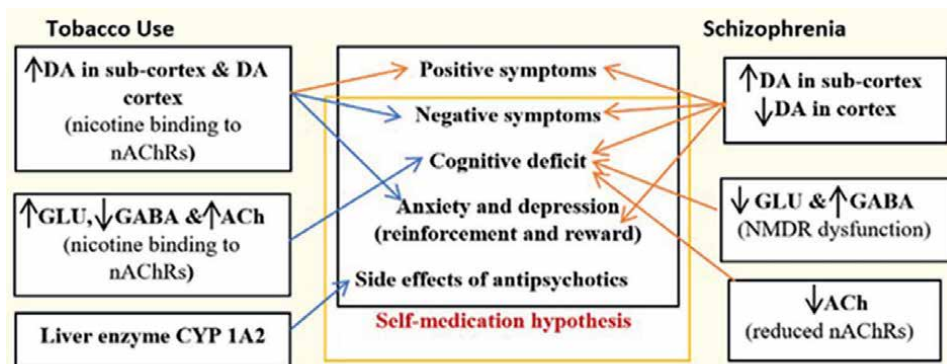 Tobacco Use
↑DA in sub-cortex & DA
cortex
(nicotine binding to
nAChRs)
↑GLU,↓GABA &↑ACh
(nicotine binding to
nAChRs)
Liver enzyme CYP 1A2
Positive symptoms
Negative symptoms
Cognitive deficit
Anxiety and depression
(reinforcement and reward)
Side effects of antipsychotics
Self-medication hypothesis
Schizophrenia
↑DA in sub-cortex
↓DA in cortex
↓GLU &↑GABA
(NMDR dysfunction)
↓ACh
(reduced nAChRs)